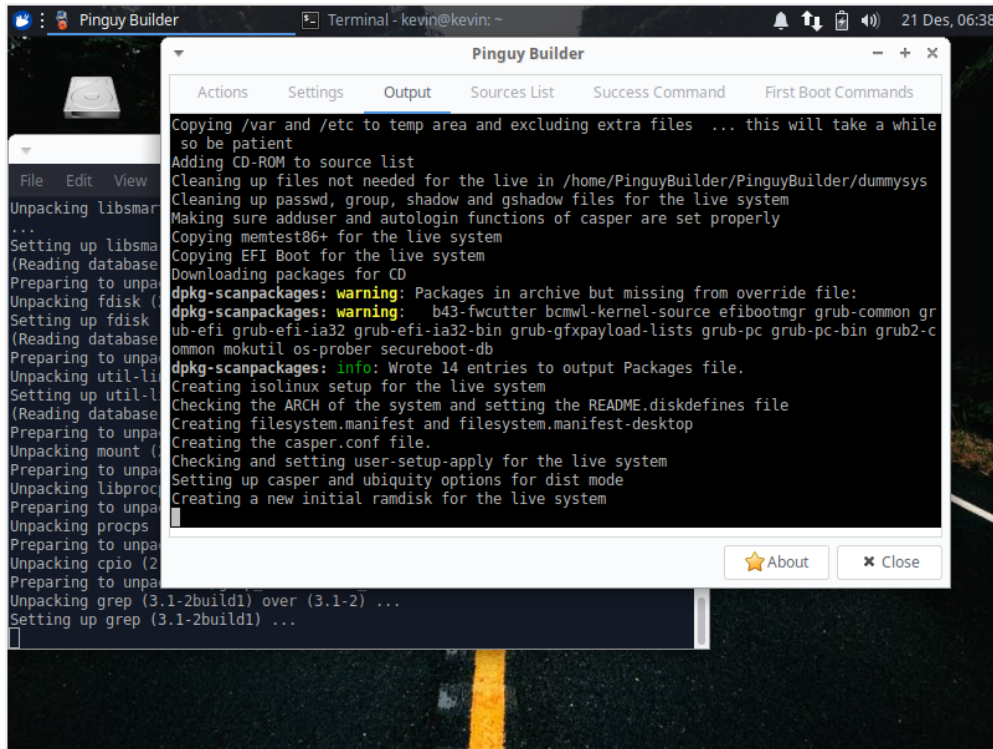 Pinguy Builder
Terminal - kevin@kevin: ~
21 Des, 06:38
Pinguy Builder
Actions Settings Output Sources List Success Command First Boot Commands
Copying /var and /etc to temp area and excluding extra files  ... this will take a while
 so be patient
Adding CD-ROM to source list
Cleaning up files not needed for the live in /home/PinguyBuilder/PinguyBuilder/dummysys
Cleaning up passwd, group, shadow and gshadow files for the live system
Making sure adduser and autologin functions of casper are set properly
Copying memtest86+ for the live system
Copying EFI Boot for the live system
Downloading packages for CD
dpkg-scanpackages: warning: Packages in archive but missing from override file:
dpkg-scanpackages: warning:   b43-fwcutter bcmwl-kernel-source efibootmgr grub-common gr
ub-efi grub-efi-ia32 grub-efi-ia32-bin grub-gfxpayload-lists grub-pc grub-pc-bin grub2-c
ommon mokutil os-prober secureboot-db
dpkg-scanpackages: info: Wrote 14 entries to output Packages file.
Creating isolinux setup for the live system
Checking the ARCH of the system and setting the README.diskdefines file
Creating filesystem.manifest and filesystem.manifest-desktop
Creating the casper.conf file.
Checking and setting user-setup-apply for the live system
Setting up casper and ubiquity options for dist mode
Creating a new initial ramdisk for the live system
About
Close
File Edit View
Unpacking libsmar
...
Setting up libsma
(Reading database
Preparing to unpa
Unpacking fdisk (
Setting up fdisk
(Reading database
Preparing to unpa
Unpacking util-li
Setting up util-l
(Reading database
Preparing to unpa
Unpacking mount (
Preparing to unpa
Unpacking libproc
Preparing to unpa
Unpacking procps
Preparing to unpa
Unpacking cpio (2
Preparing to unpa
Unpacking grep (3.1-2build1) over (3.1-2) ...
Setting up grep (3.1-2build1) ...